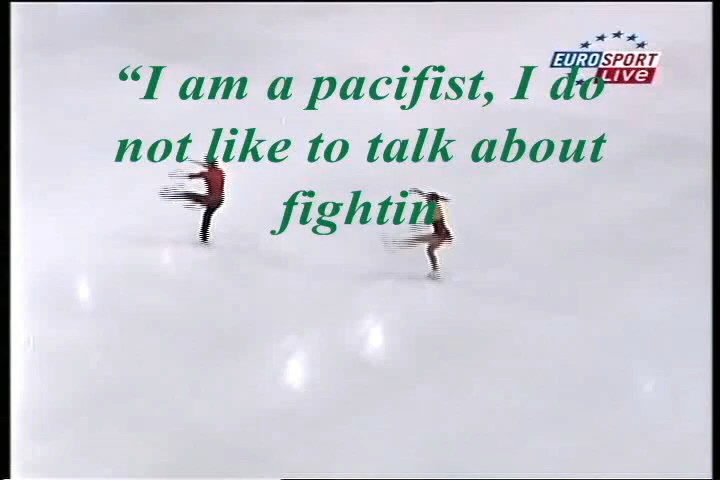 EUROSPORT
LIVE
“I am a pacifist, I do
not like to talk about
fightin